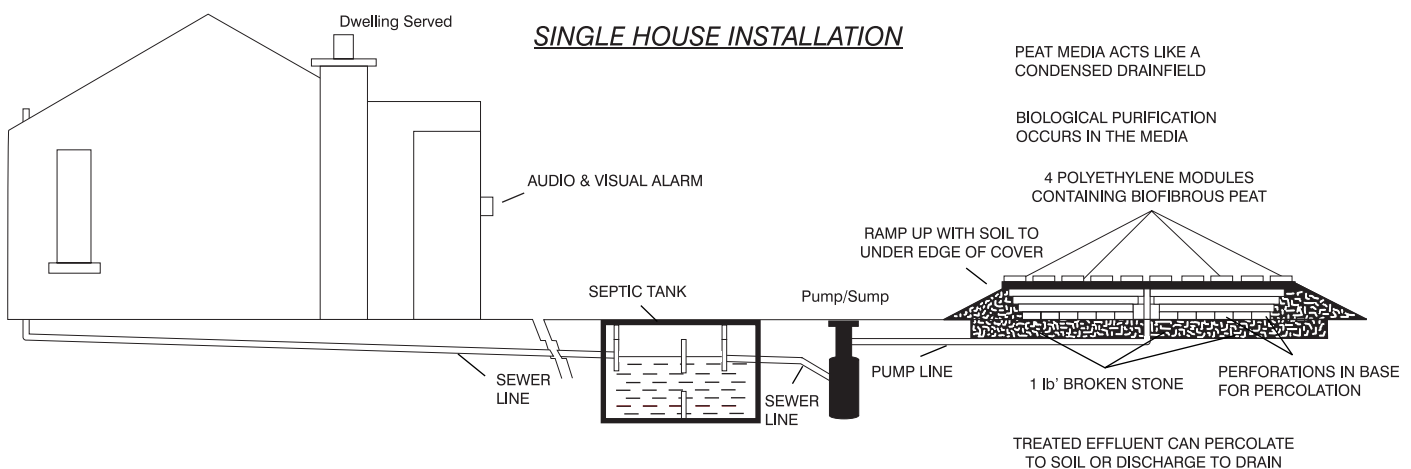 Dwelling Served
SINGLE HOUSE INSTALLATION
PEAT MEDIA ACTS LIKE A
CONDENSED DRAINFIELD
BIOLOGICAL PURIFICATION
OCCURS IN THE MEDIA
4 POLYETHYLENE MODULES
CONTAINING BIOFIBROUS PEAT
AUDIO & VISUAL ALARM
RAMP UP WITH SOIL TO
UNDER EDGE OF COVER
SEPTIC TANK
Pump/Sump
SEWER
LINE
SEWER
LINE
PUMP LINE
1 lb' BROKEN STONE
PERFORATIONS IN BASE
FOR PERCOLATION
TREATED EFFLUENT CAN PERCOLATE
TO SOIL OR DISCHARGE TO DRAIN